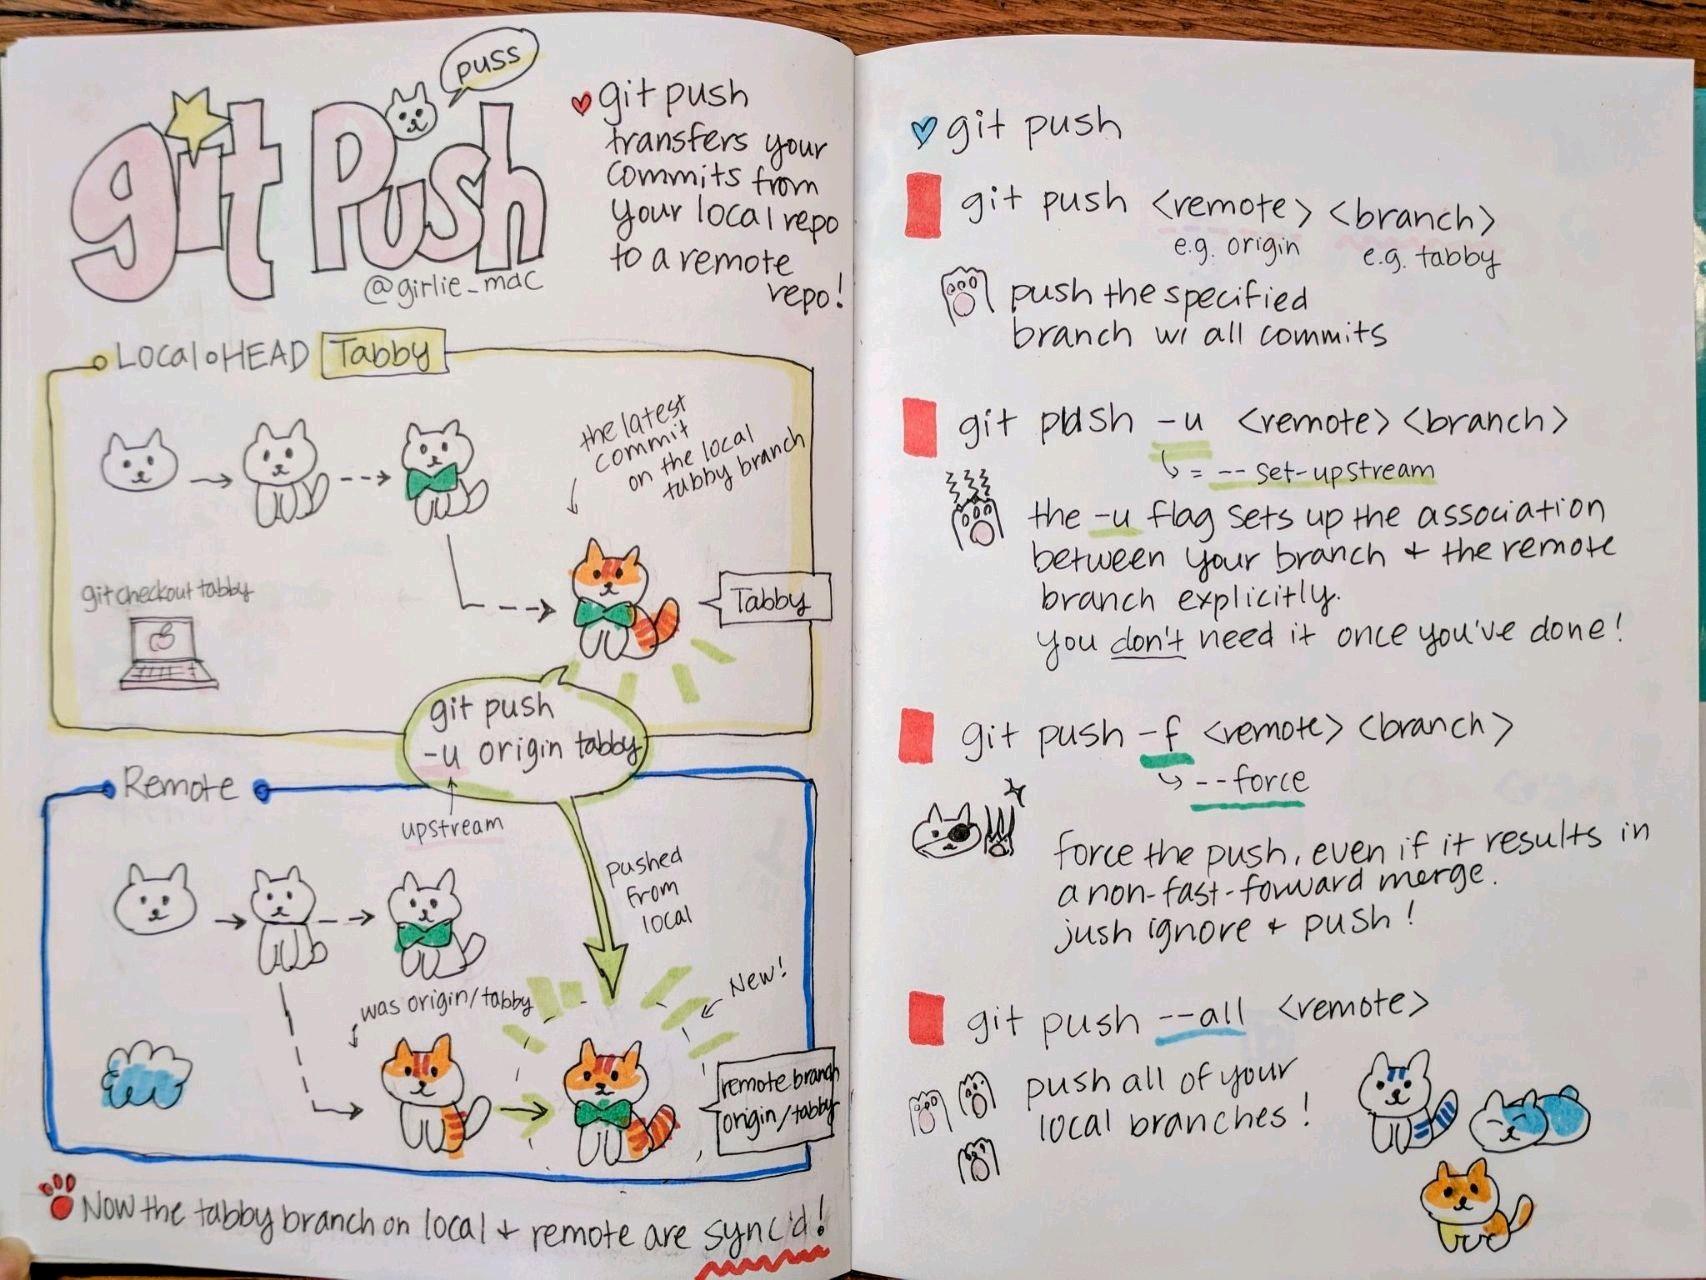 git Push
puss
@girlie_mac
git push
transfers your
commits from
your local repo
to a remote
repo!
Local HEAD Tabby
the latest
commit
on the local
tabby branch
git checkout tabby
Tabby
git push
-u origin tabby
upstream
Remote
pushed
from
local
was origin/tabby
New!
remote branch
origin/tabby
Now the tabby branch on local + remote are sync'd!
git push
git push <remote> <branch>
e.g. origin e.g. tabby
push the specified
branch w/ all commits
git push -u <remote> <branch>
= --set-upstream
the -u flag sets up the association
between your branch + the remote
branch explicitly.
you don't need it once you've done!
git push -f <remote> <branch>
--force
force the push, even if it results in
a non-fast-forward merge.
jush ignore + push!
git push --all <remote>
push all of your
local branches!